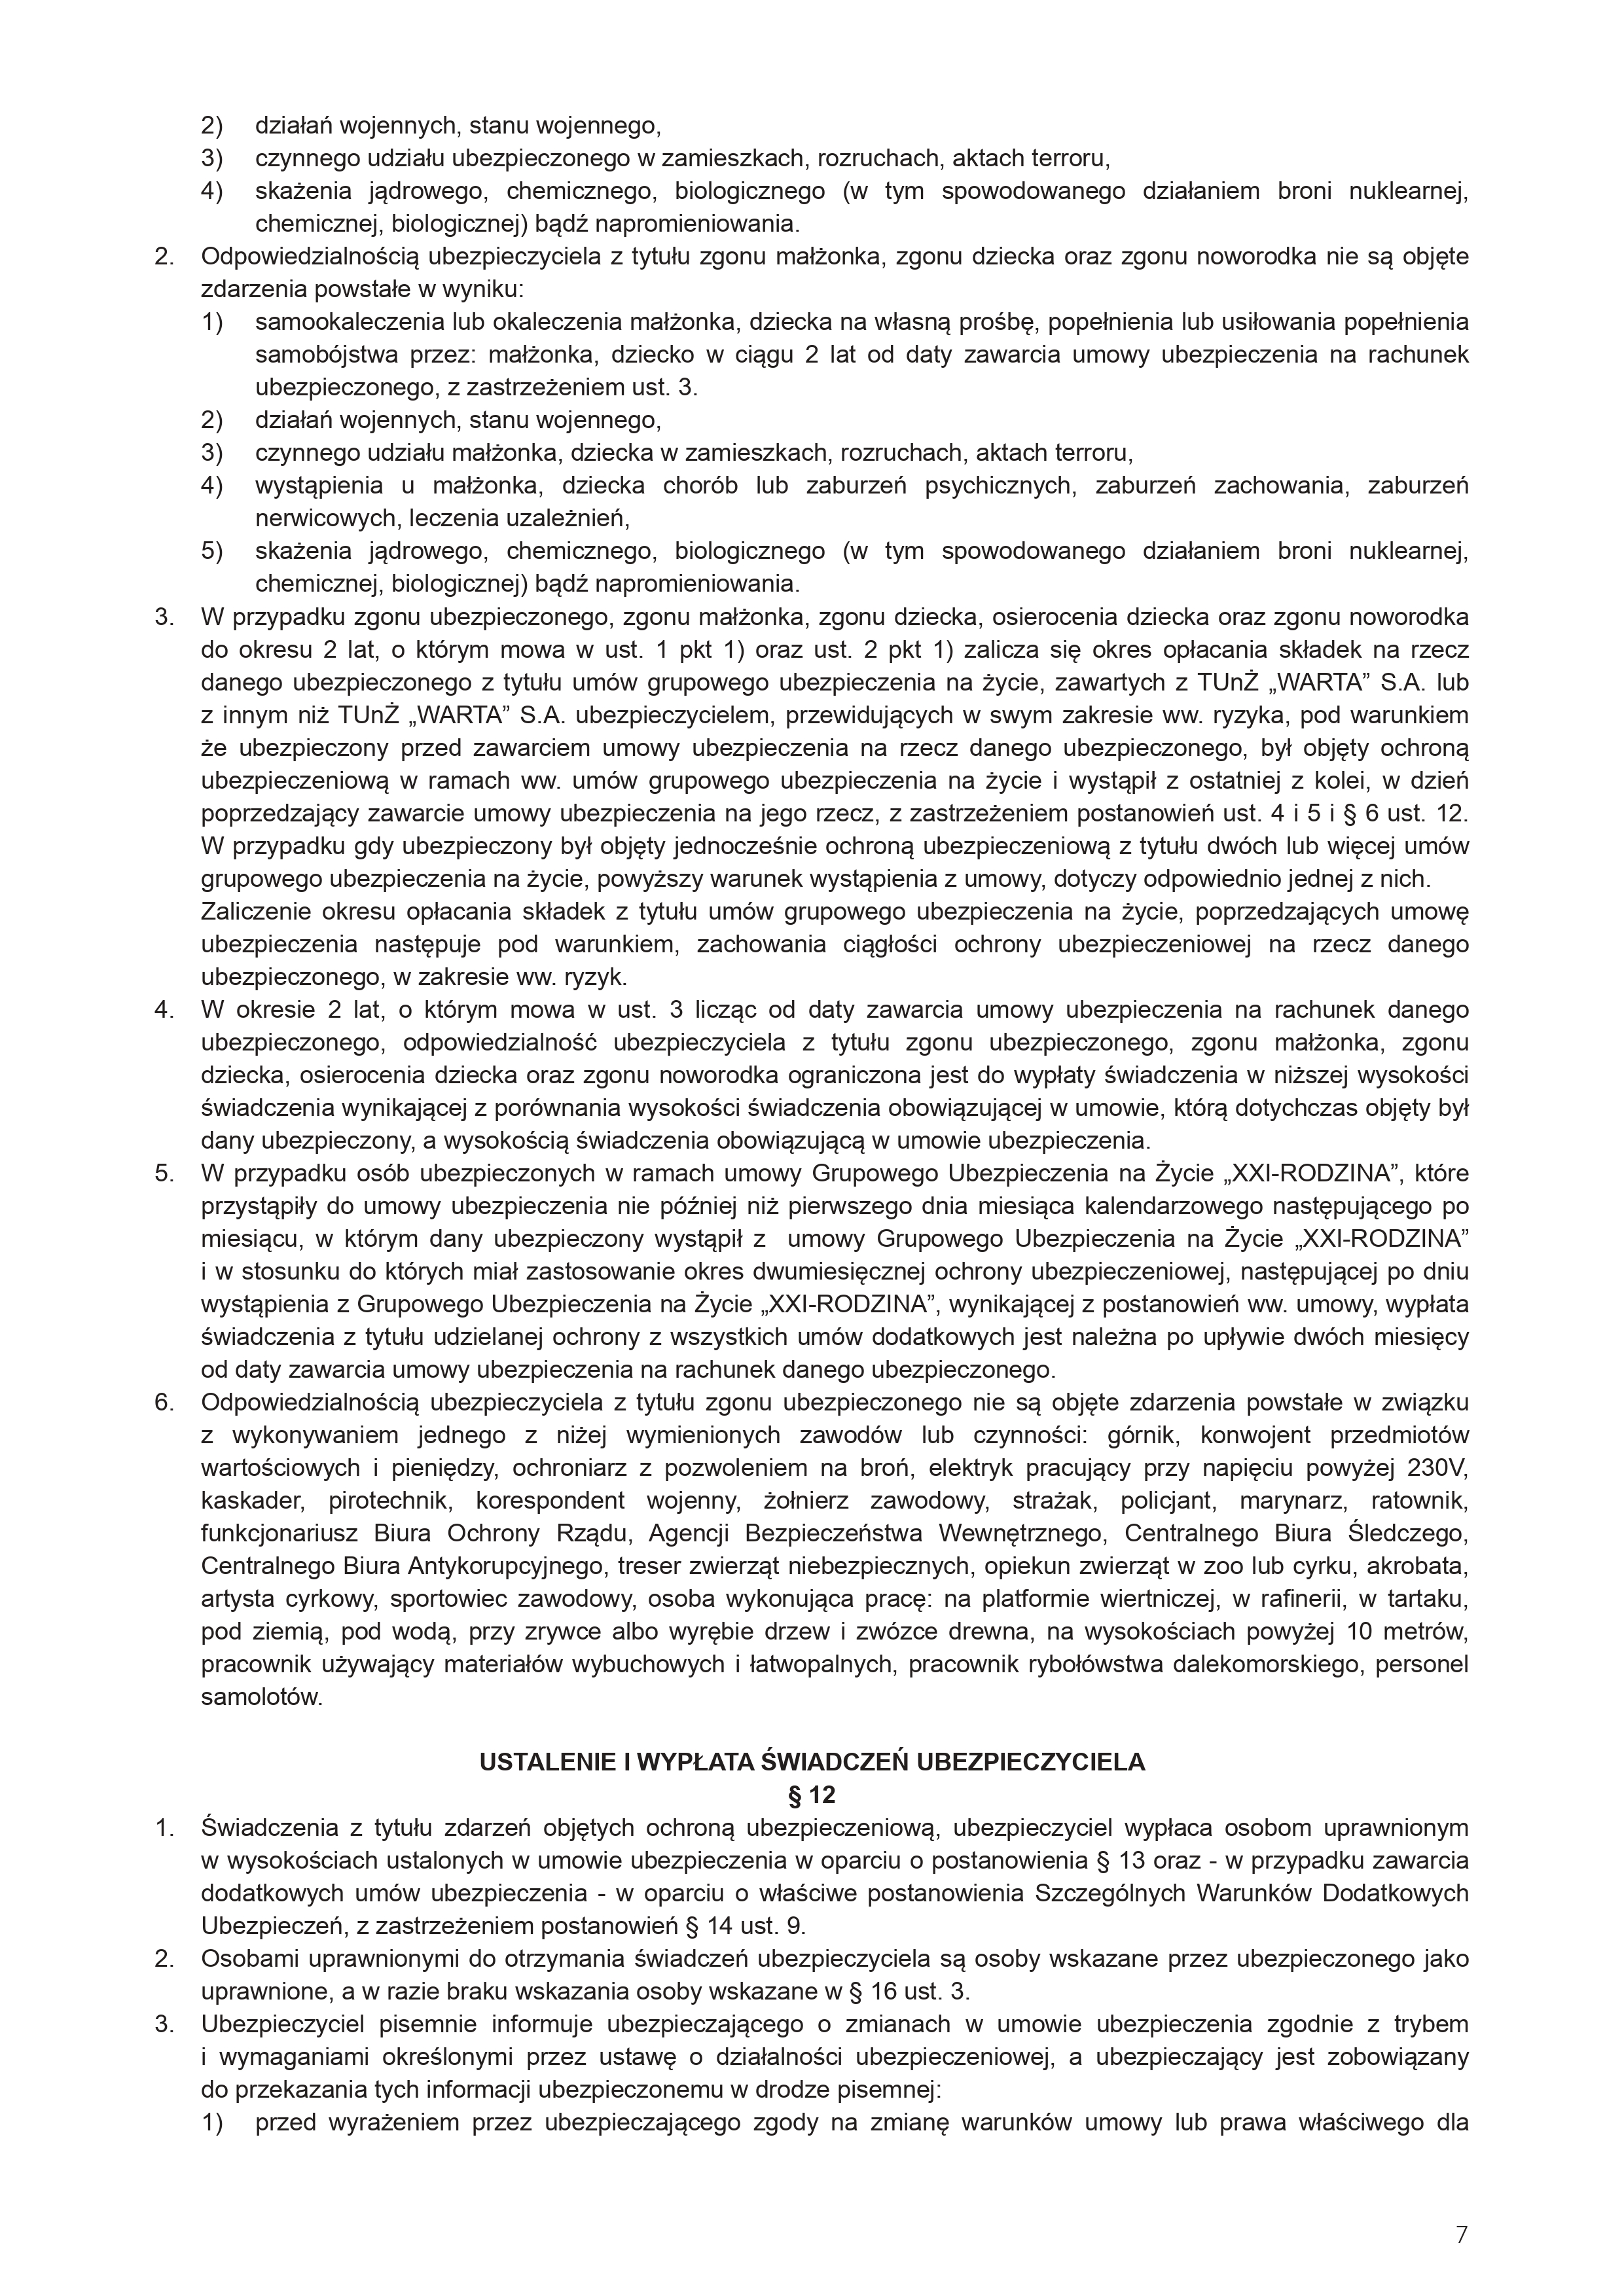 2) działań wojennych, stanu wojennego,
3) czynnego udziału ubezpieczonego w zamieszkach, rozruchach, aktach terroru,
4) skażenia jądrowego, chemicznego, biologicznego (w tym spowodowanego działaniem broni nuklearnej,
chemicznej, biologicznej) bądź napromieniowania.
2. Odpowiedzialnością ubezpieczyciela z tytułu zgonu małżonka, zgonu dziecka oraz zgonu noworodka nie są objęte
zdarzenia powstałe w wyniku:
1) samookaleczenia lub okaleczenia małżonka, dziecka na własną prośbę, popełnienia lub usiłowania popełnienia
samobójstwa przez: małżonka, dziecko w ciągu 2 lat od daty zawarcia umowy ubezpieczenia na rachunek
ubezpieczonego, z zastrzeżeniem ust. 3.
2) działań wojennych, stanu wojennego,
3) czynnego udziału małżonka, dziecka w zamieszkach, rozruchach, aktach terroru,
4) wystąpienia u małżonka, dziecka chorób lub zaburzeń psychicznych, zaburzeń zachowania, zaburzeń
nerwicowych, leczenia uzależnień,
5) skażenia jądrowego, chemicznego, biologicznego (w tym spowodowanego działaniem broni nuklearnej,
chemicznej, biologicznej) bądź napromieniowania.
3. W przypadku zgonu ubezpieczonego, zgonu małżonka, zgonu dziecka, osierocenia dziecka oraz zgonu noworodka
do okresu 2 lat, o którym mowa w ust. 1 pkt 1) oraz ust. 2 pkt 1) zalicza się okres opłacania składek na rzecz
danego ubezpieczonego z tytułu umów grupowego ubezpieczenia na życie, zawartych z TUnŻ „WARTA” S.A. lub
z innym niż TUnŻ „WARTA” S.A. ubezpieczycielem, przewidujących w swym zakresie ww. ryzyka, pod warunkiem
że ubezpieczony przed zawarciem umowy ubezpieczenia na rzecz danego ubezpieczonego, był objęty ochroną
ubezpieczeniową w ramach ww. umów grupowego ubezpieczenia na życie i wystąpił z ostatniej z kolei, w dzień
poprzedzający zawarcie umowy ubezpieczenia na jego rzecz, z zastrzeżeniem postanowień ust. 4 i 5 i § 6 ust. 12.
W przypadku gdy ubezpieczony był objęty jednocześnie ochroną ubezpieczeniową z tytułu dwóch lub więcej umów
grupowego ubezpieczenia na życie, powyższy warunek wystąpienia z umowy, dotyczy odpowiednio jednej z nich.
Zaliczenie okresu opłacania składek z tytułu umów grupowego ubezpieczenia na życie, poprzedzających umowę
ubezpieczenia następuje pod warunkiem, zachowania ciągłości ochrony ubezpieczeniowej na rzecz danego
ubezpieczonego, w zakresie ww. ryzyk.
4. W okresie 2 lat, o którym mowa w ust. 3 licząc od daty zawarcia umowy ubezpieczenia na rachunek danego
ubezpieczonego, odpowiedzialność ubezpieczyciela z tytułu zgonu ubezpieczonego, zgonu małżonka, zgonu
dziecka, osierocenia dziecka oraz zgonu noworodka ograniczona jest do wypłaty świadczenia w niższej wysokości
świadczenia wynikającej z porównania wysokości świadczenia obowiązującej w umowie, którą dotychczas objęty był
dany ubezpieczony, a wysokością świadczenia obowiązującą w umowie ubezpieczenia.
5. W przypadku osób ubezpieczonych w ramach umowy Grupowego Ubezpieczenia na Życie „XXI-RODZINA”, które
przystąpiły do umowy ubezpieczenia nie później niż pierwszego dnia miesiąca kalendarzowego następującego po
miesiącu, w którym dany ubezpieczony wystąpił z umowy Grupowego Ubezpieczenia na Życie „XXI-RODZINA”
i w stosunku do których miał zastosowanie okres dwumiesięcznej ochrony ubezpieczeniowej, następującej po dniu
wystąpienia z Grupowego Ubezpieczenia na Życie „XXI-RODZINA”, wynikającej z postanowień ww. umowy, wypłata
świadczenia z tytułu udzielanej ochrony z wszystkich umów dodatkowych jest należna po upływie dwóch miesięcy
od daty zawarcia umowy ubezpieczenia na rachunek danego ubezpieczonego.
6. Odpowiedzialnością ubezpieczyciela z tytułu zgonu ubezpieczonego nie są objęte zdarzenia powstałe w związku
z wykonywaniem jednego z niżej wymienionych zawodów lub czynności: górnik, konwojent przedmiotów
wartościowych i pieniędzy, ochroniarz z pozwoleniem na broń, elektryk pracujący przy napięciu powyżej 230V,
kaskader, pirotechnik, korespondent wojenny, żołnierz zawodowy, strażak, policjant, marynarz, ratownik,
funkcjonariusz Biura Ochrony Rządu, Agencji Bezpieczeństwa Wewnętrznego, Centralnego Biura Śledczego,
Centralnego Biura Antykorupcyjnego, treser zwierząt niebezpiecznych, opiekun zwierząt w zoo lub cyrku, akrobata,
artysta cyrkowy, sportowiec zawodowy, osoba wykonująca pracę: na platformie wiertniczej, w rafinerii, w tartaku,
pod ziemią, pod wodą, przy zrywce albo wyrębie drzew i zwózce drewna, na wysokościach powyżej 10 metrów,
pracownik używający materiałów wybuchowych i łatwopalnych, pracownik rybołówstwa dalekomorskiego, personel
samolotów.
USTALENIE I WYPŁATA ŚWIADCZEŃ UBEZPIECZYCIELA
§ 12
1. Świadczenia z tytułu zdarzeń objętych ochroną ubezpieczeniową, ubezpieczyciel wypłaca osobom uprawnionym
w wysokościach ustalonych w umowie ubezpieczenia w oparciu o postanowienia § 13 oraz - w przypadku zawarcia
dodatkowych umów ubezpieczenia - w oparciu o właściwe postanowienia Szczególnych Warunków Dodatkowych
Ubezpieczeń, z zastrzeżeniem postanowień § 14 ust. 9.
2. Osobami uprawnionymi do otrzymania świadczeń ubezpieczyciela są osoby wskazane przez ubezpieczonego jako
uprawnione, a w razie braku wskazania osoby wskazane w § 16 ust. 3.
3. Ubezpieczyciel pisemnie informuje ubezpieczającego o zmianach w umowie ubezpieczenia zgodnie z trybem
i wymaganiami określonymi przez ustawę o działalności ubezpieczeniowej, a ubezpieczający jest zobowiązany
do przekazania tych informacji ubezpieczonemu w drodze pisemnej:
1) przed wyrażeniem przez ubezpieczającego zgody na zmianę warunków umowy lub prawa właściwego dla
7